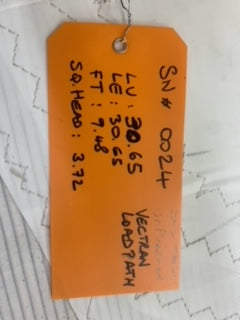 SN# 0024
VECTRAN
LOADPATH
LU: 30.65
LE: 30.65
FT: 9.48
SQ.HEAD: 3.72